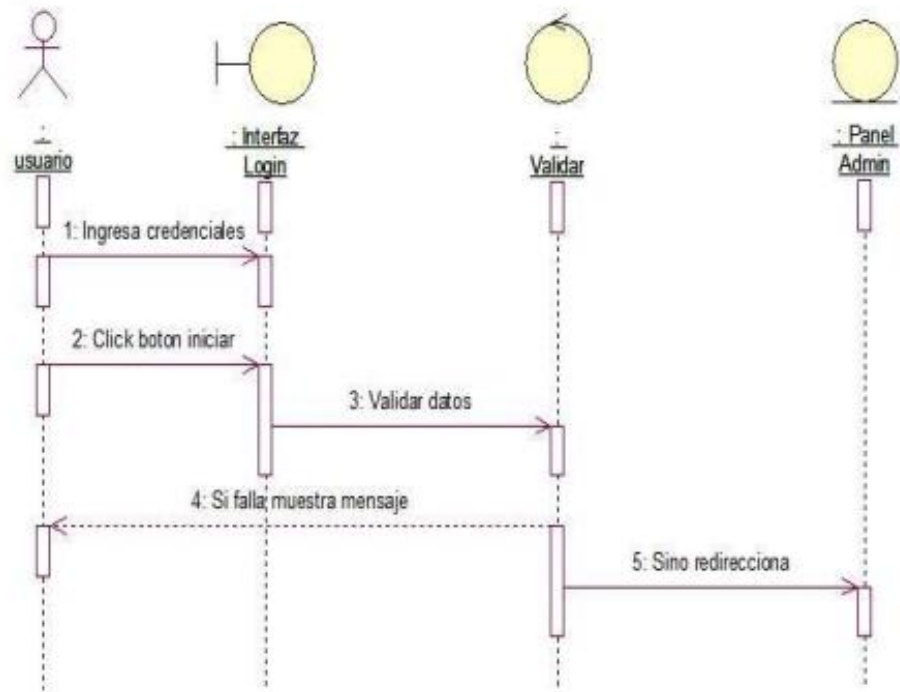 :
usuario
: Interfaz
Login
:
Validar
: Panel
Admin
1: Ingresa credenciales
2: Click boton iniciar
3: Validar datos
4: Si falla muestra mensaje
5: Sino redirecciona